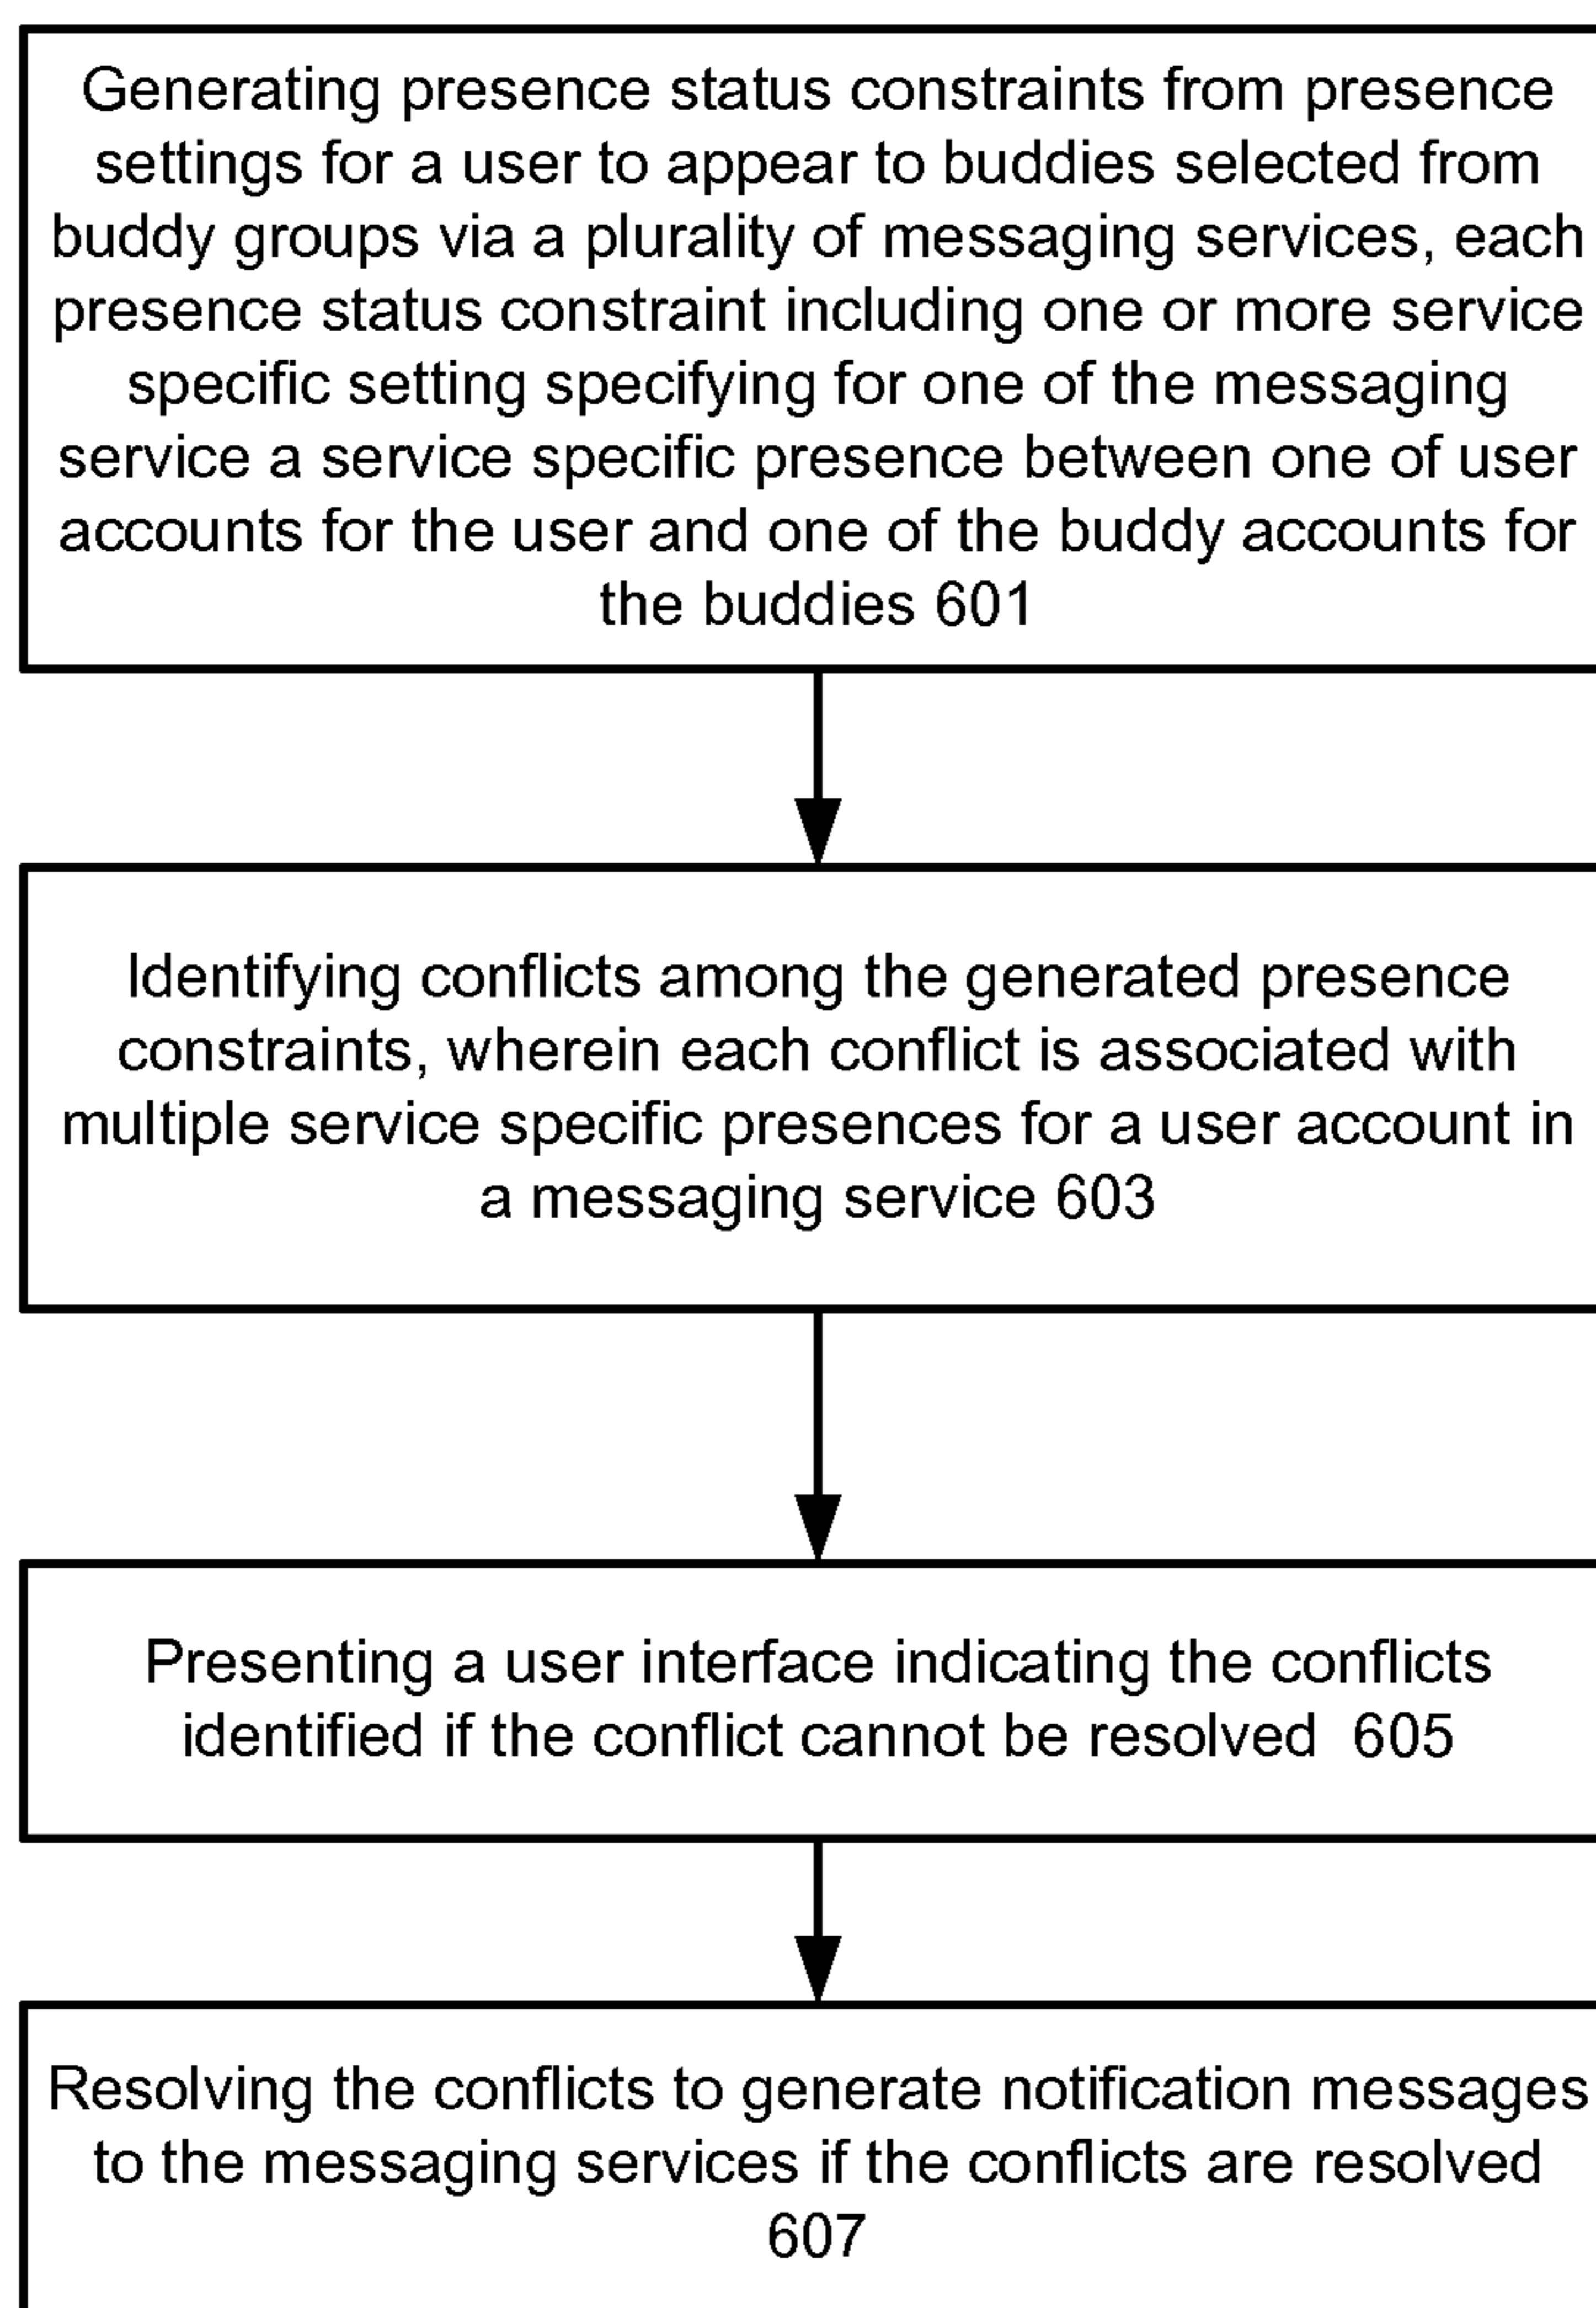 Generating presence status constraints from presence
settings for a user to appear to buddies selected from
buddy groups via a plurality of messaging services, each
presence status constraint including one or more service
specific setting specifying for one of the messaging
service a service specific presence between one of user
accounts for the user and one of the buddy accounts for
the buddies 601
Identifying conflicts among the generated presence
constraints, wherein each conflict is associated with
multiple service specific presences for a user account in
a messaging service 603
Presenting a user interface indicating the conflicts
identified if the conflict cannot be resolved 605
Resolving the conflicts to generate notification messages
to the messaging services if the conflicts are resolved
607